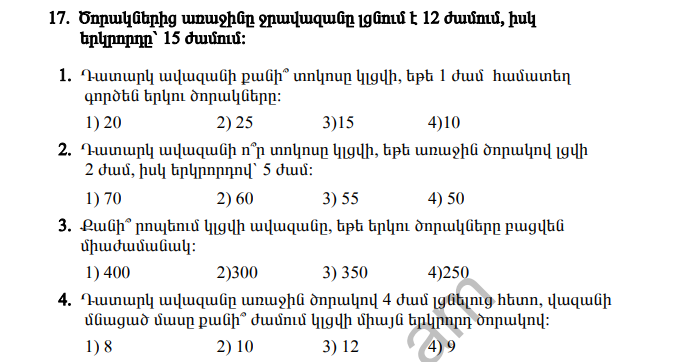 17. Ծորակներից առաջինը ջրավազանը լցնում է 12 ժամում, իսկ
երկրորդը՝ 15 ժամում:
1. Դատարկ ավազանի քանի՞ տոկոսը կլցվի, եթե 1 ժամ համատեղ
գործեն երկու ծորակները:
1) 20 2) 25 3)15 4)10
2. Դատարկ ավազանի ո՞ր տոկոսը կլցվի, եթե առաջին ծորակով լցվի
2 ժամ, իսկ երկրորդով՝ 5 ժամ:
1) 70 2) 60 3) 55 4) 50
3. Քանի՞ րոպեում կլցվի ավազանը, եթե երկու ծորակները բացվեն
միաժամանակ:
1) 400 2)300 3) 350 4)250
4. Դատարկ ավազանը առաջին ծորակով 4 ժամ լցնելուց հետո, վազանի
մնացած մասը քանի՞ ժամում կլցվի միայն երկրորդ ծորակով:
1) 8 2) 10 3) 12 4) 9
am